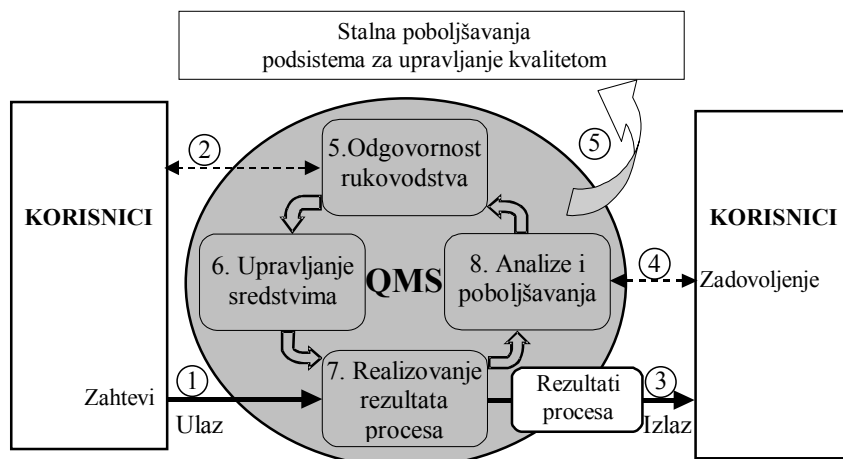 Stalna poboljšavanja
podsistema za upravljanje kvalitetom
2
5.Odgovornost
rukovodstva
5
KORISNICI
KORISNICI
6. Upravljanje
sredstvima
QMS
8. Analize i
poboljšavanja
4
Zadovoljenje
1
Zahtevi
Ulaz
7. Realizovanje
rezultata
procesa
Rezultati
procesa
3
Izlaz